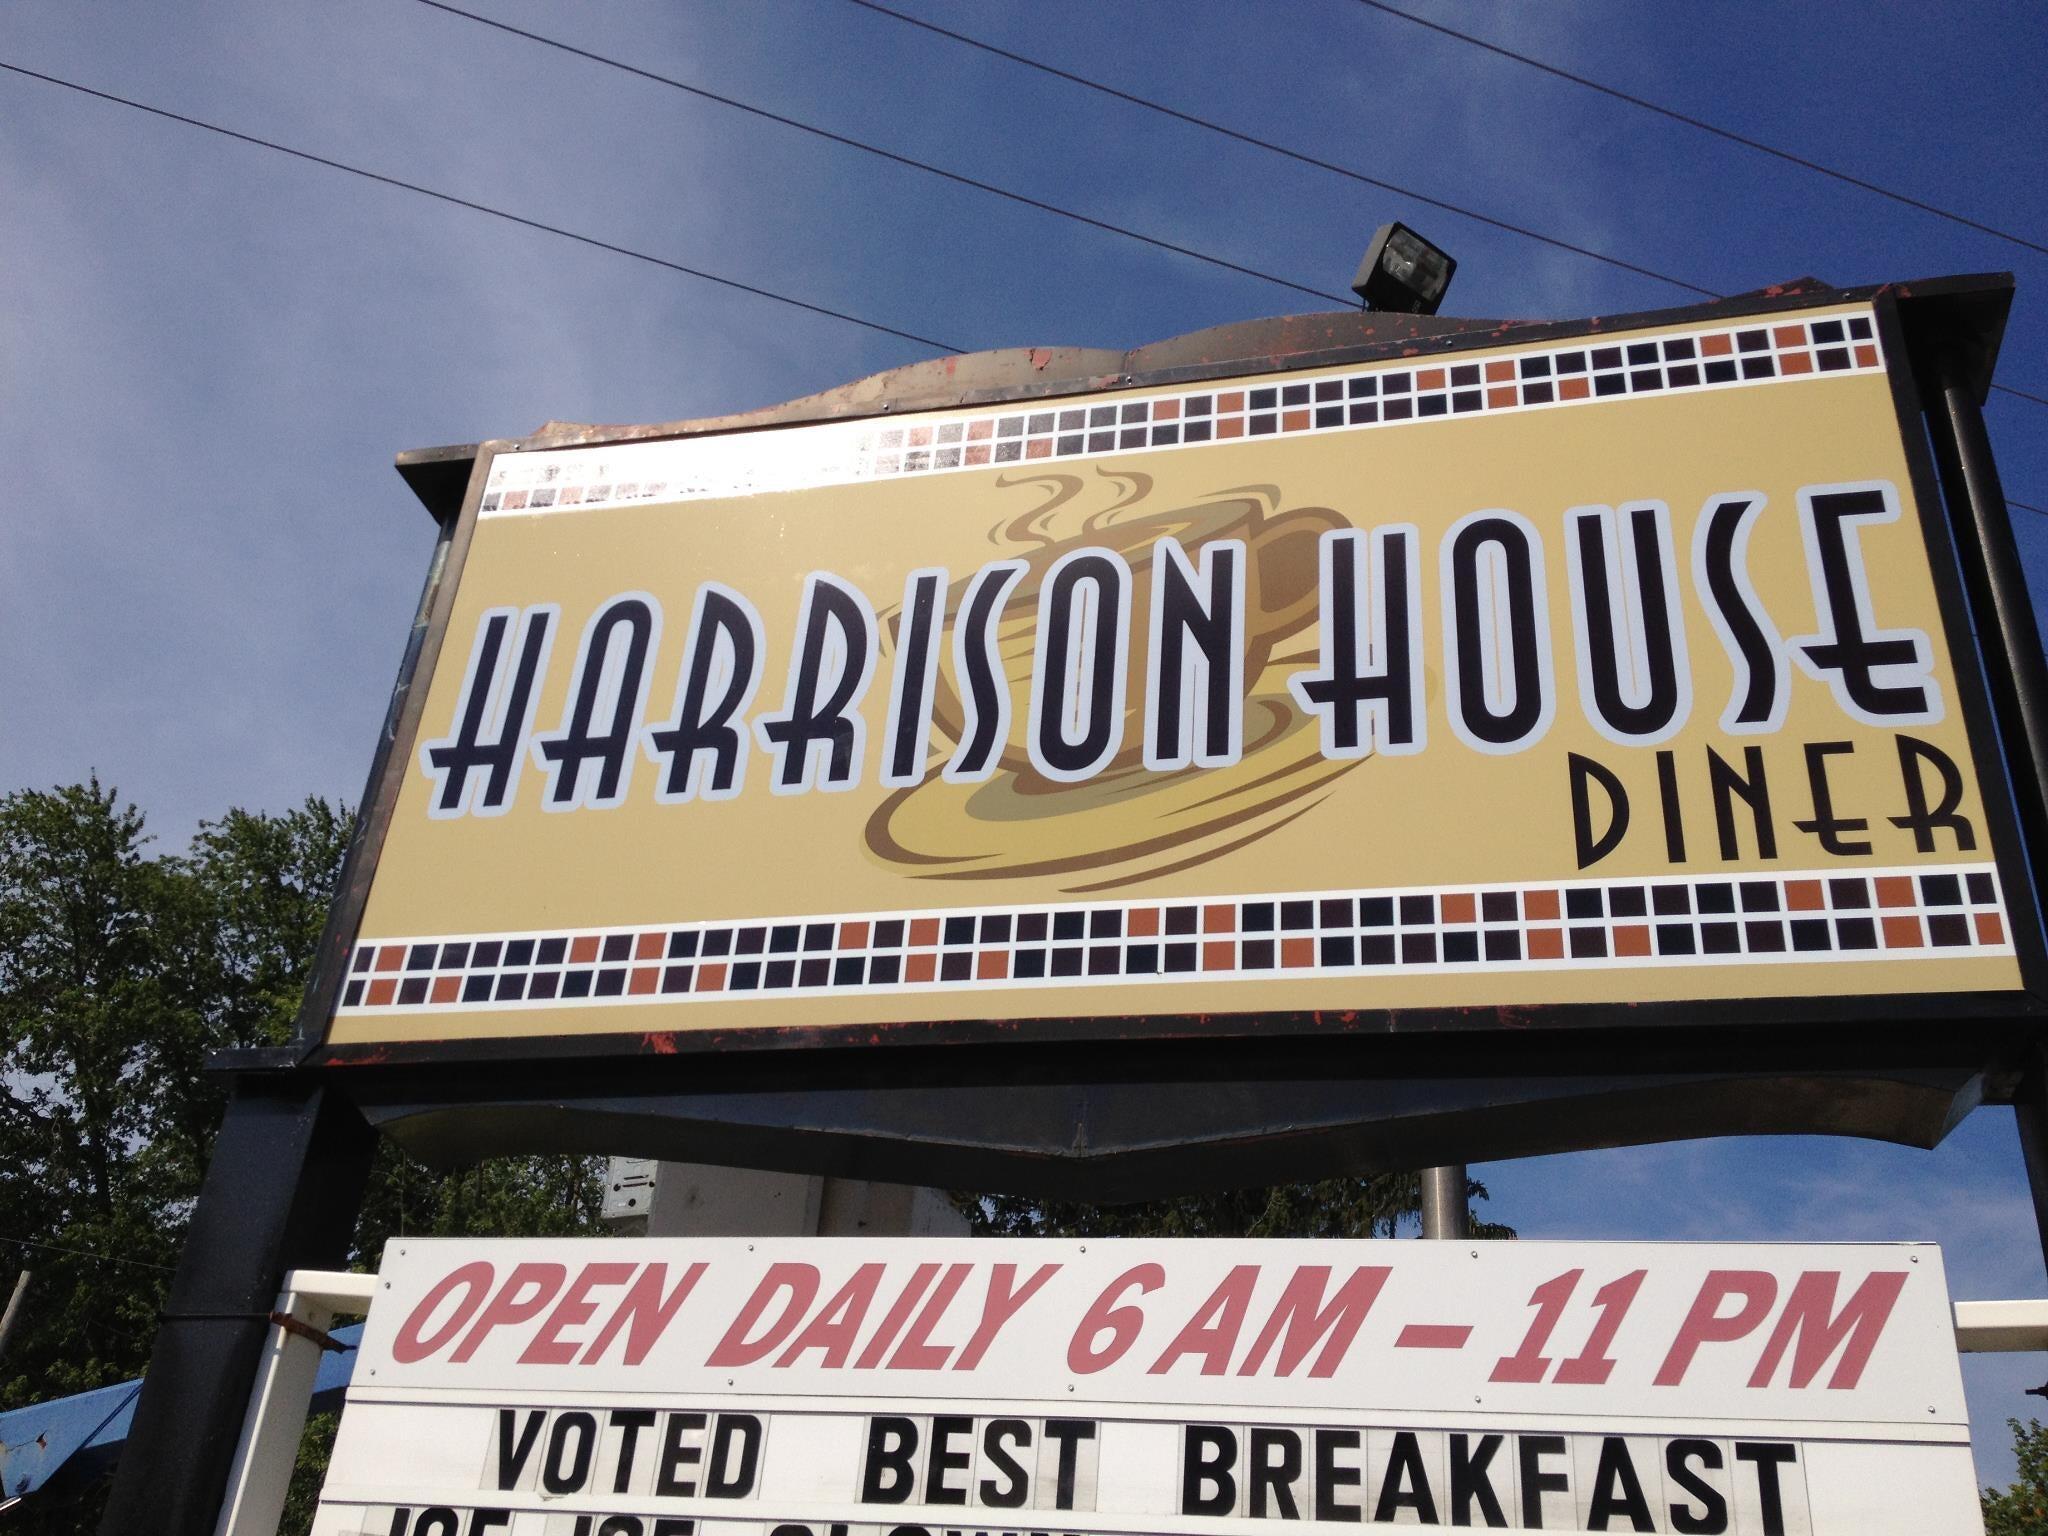 HARRISON HOUSE
DINER
OPEN DAILY 6 AM - 11 PM
VOTED BEST BREAKFAST